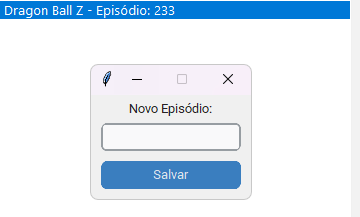 Dragon Ball Z - Episódio: 233
Novo Episódio:
Salvar